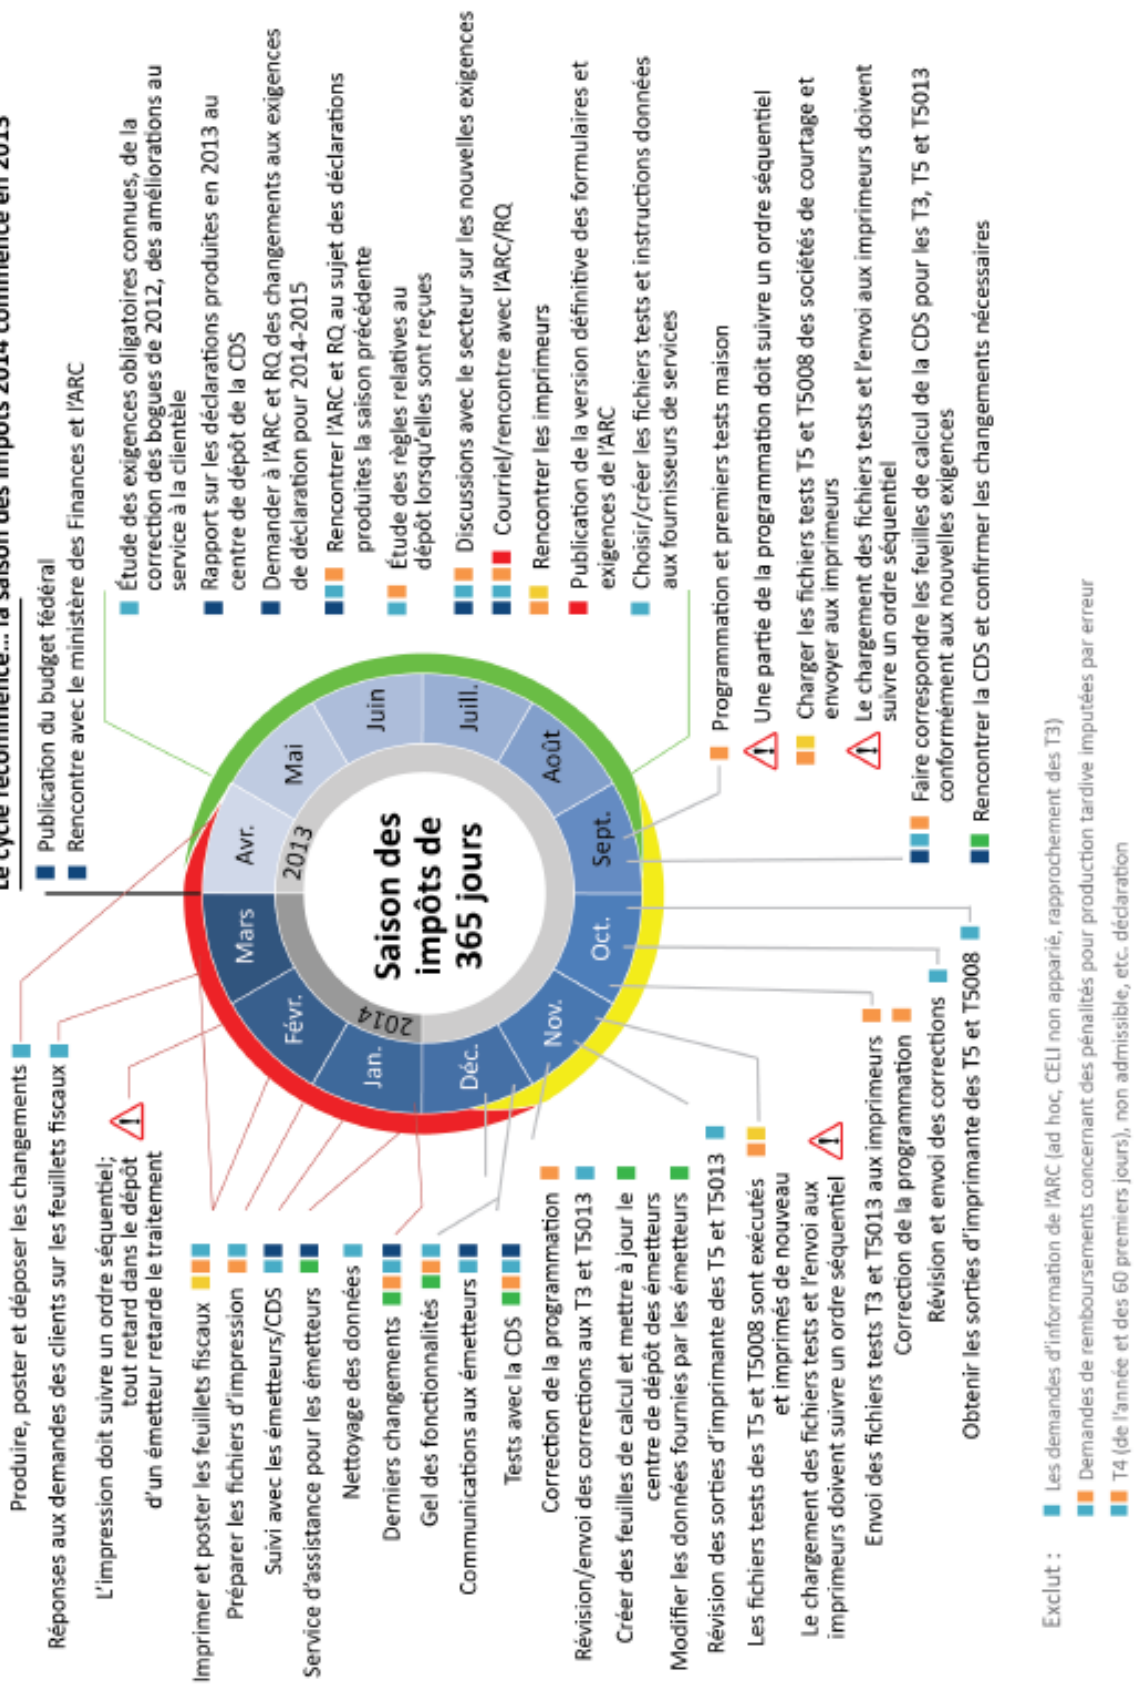 Le cycle recommence... la saison des impôts 2014 commence en 2013
Publication du budget fédéral
Rencontre avec le ministère des Finances et l'ARC
Étude des exigences obligatoires connues, de la
correction des bogues de 2012, des améliorations au
service à la clientèle
Rapport sur les déclarations produites en 2013 au
centre de dépôt de la CDS
Demander à l'ARC et RQ des changements aux exigences
de déclaration pour 2014-2015
Rencontrer l'ARC et RQ au sujet des déclarations
produites la saison précédente
Étude des règles relatives au
dépôt lorsqu'elles sont reçues
Discussions avec le secteur sur les nouvelles exigences
Courriel/rencontre avec l'ARC/RQ
Rencontrer les imprimeurs
Publication de la version définitive des formulaires et
exigences de l'ARC
Choisir/créer les fichiers tests et instructions données
aux fournisseurs de services
Programmation et premiers tests maison
Une partie de la programmation doit suivre un ordre séquentiel
Charger les fichiers tests T5 et T5008 des sociétés de courtage et
envoyer aux imprimeurs
Le chargement des fichiers tests et l'envoi aux imprimeurs doivent
suivre un ordre séquentiel
Faire correspondre les feuilles de calcul de la CDS pour les T3, T5 et T5013
conformément aux nouvelles exigences
Rencontrer la CDS et confirmer les changements nécessaires
Saison des
impôts de
365 jours
2013
2014
Avr.
Mai
Juin
Juill.
Août
Sept.
Oct.
Nov.
Déc.
Jan.
Févr.
Mars
Produire, poster et déposer les changements
Réponses aux demandes des clients sur les feuillets fiscaux
L'impression doit suivre un ordre séquentiel;
tout retard dans le dépôt
d'un émetteur retarde le traitement
Imprimer et poster les feuillets fiscaux
Préparer les fichiers d'impression
Suivi avec les émetteurs/CDS
Service d'assistance pour les émetteurs
Nettoyage des données
Derniers changements
Gel des fonctionnalités
Communications aux émetteurs
Tests avec la CDS
Correction de la programmation
Révision/envoi des corrections aux T3 et T5013
Créer des feuilles de calcul et mettre à jour le
centre de dépôt des émetteurs
Modifier les données fournies par les émetteurs
Révision des sorties d'imprimante des T5 et T5013
Les fichiers tests des T5 et T5008 sont exécutés
et imprimés de nouveau
Le chargement des fichiers tests et l'envoi aux
imprimeurs doivent suivre un ordre séquentiel
Envoi des fichiers tests T3 et T5013 aux imprimeurs
Correction de la programmation
Révision et envoi des corrections
Obtenir les sorties d'imprimante des T5 et T5008
Exclut :
Les demandes d'information de l'ARC (ad hoc, CELI non apparié, rapprochement des T3)
Demandes de remboursements concernant des pénalités pour production tardive imputées par erreur
T4 (de l'année et des 60 premiers jours), non admissible, etc. déclaration